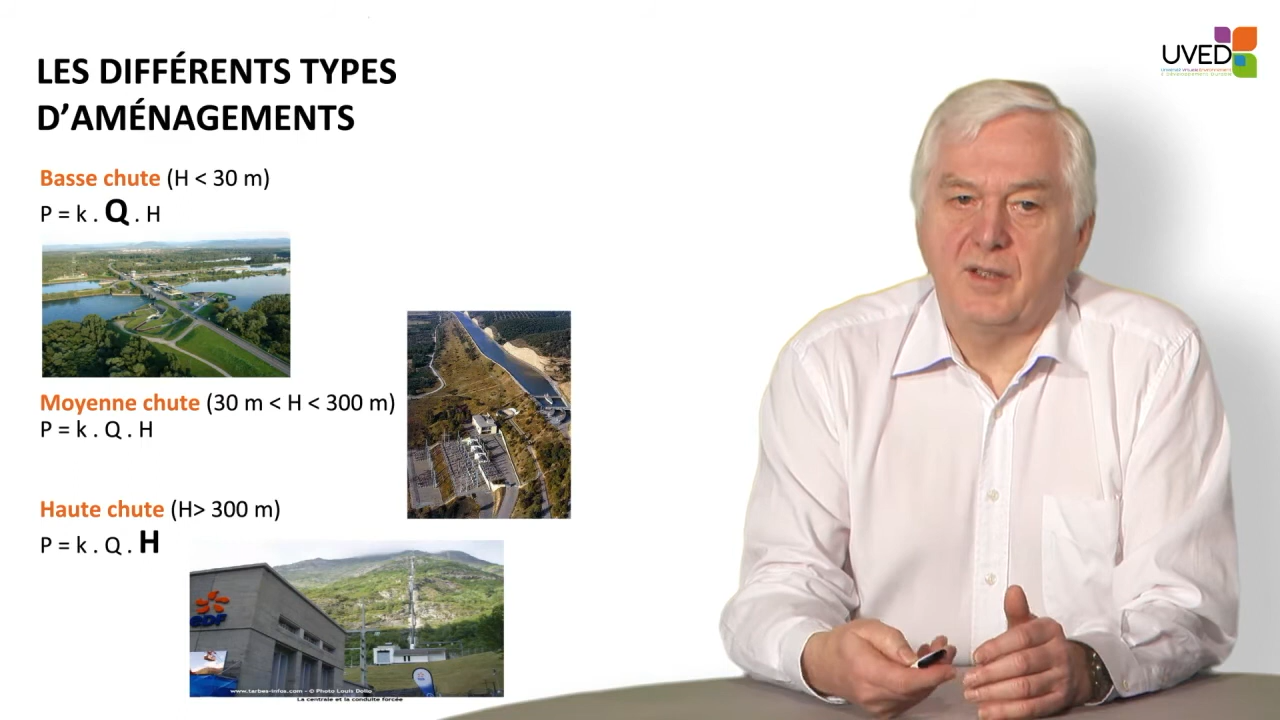 LES DIFFÉRENTS TYPES
D’AMÉNAGEMENTS
UVED
Basse chute (H < 30 m)
P = k . Q . H
Moyenne chute (30 m < H < 300 m)
P = k . Q . H
Haute chute (H> 300 m)
P = k . Q . H
eDF
www.tarbes-infos.com - © Photo Louis Dollo
La centrale et la conduite forcée